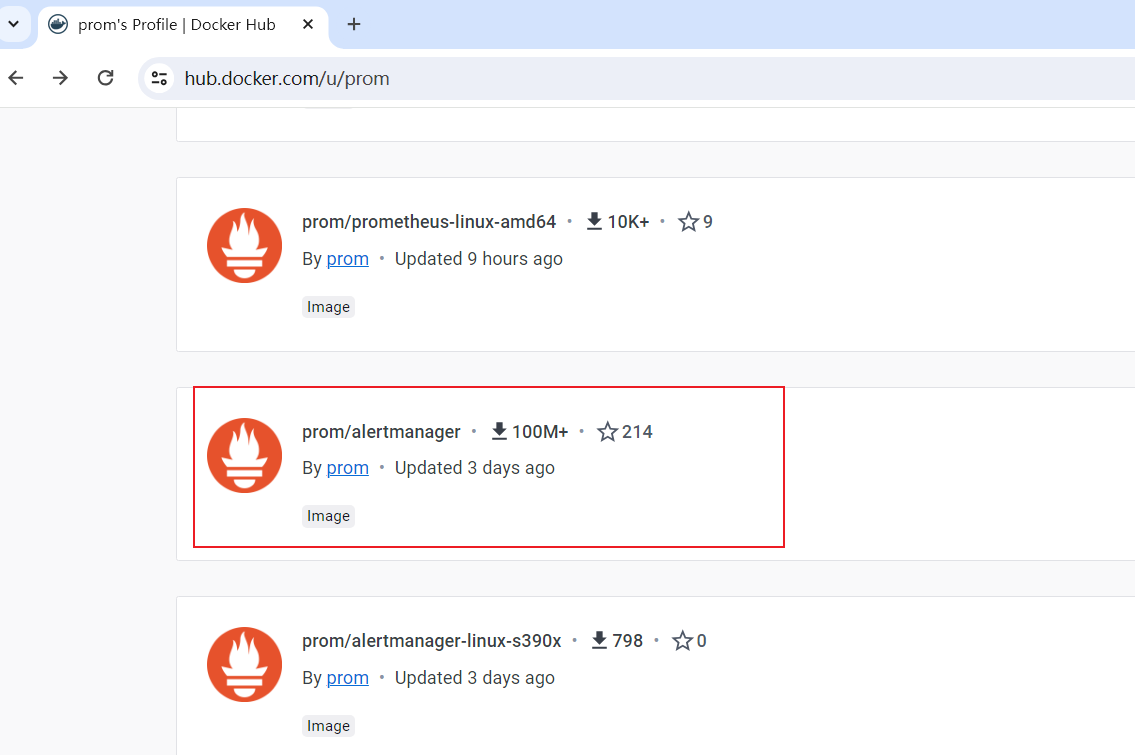 prom's Profile | Docker Hub
hub.docker.com/u/prom
prom/prometheus-linux-amd64 • 10K+ • 9
By prom • Updated 9 hours ago
Image
prom/alertmanager • 100M+ • 214
By prom • Updated 3 days ago
Image
prom/alertmanager-linux-s390x • 798 • 0
By prom • Updated 3 days ago
Image